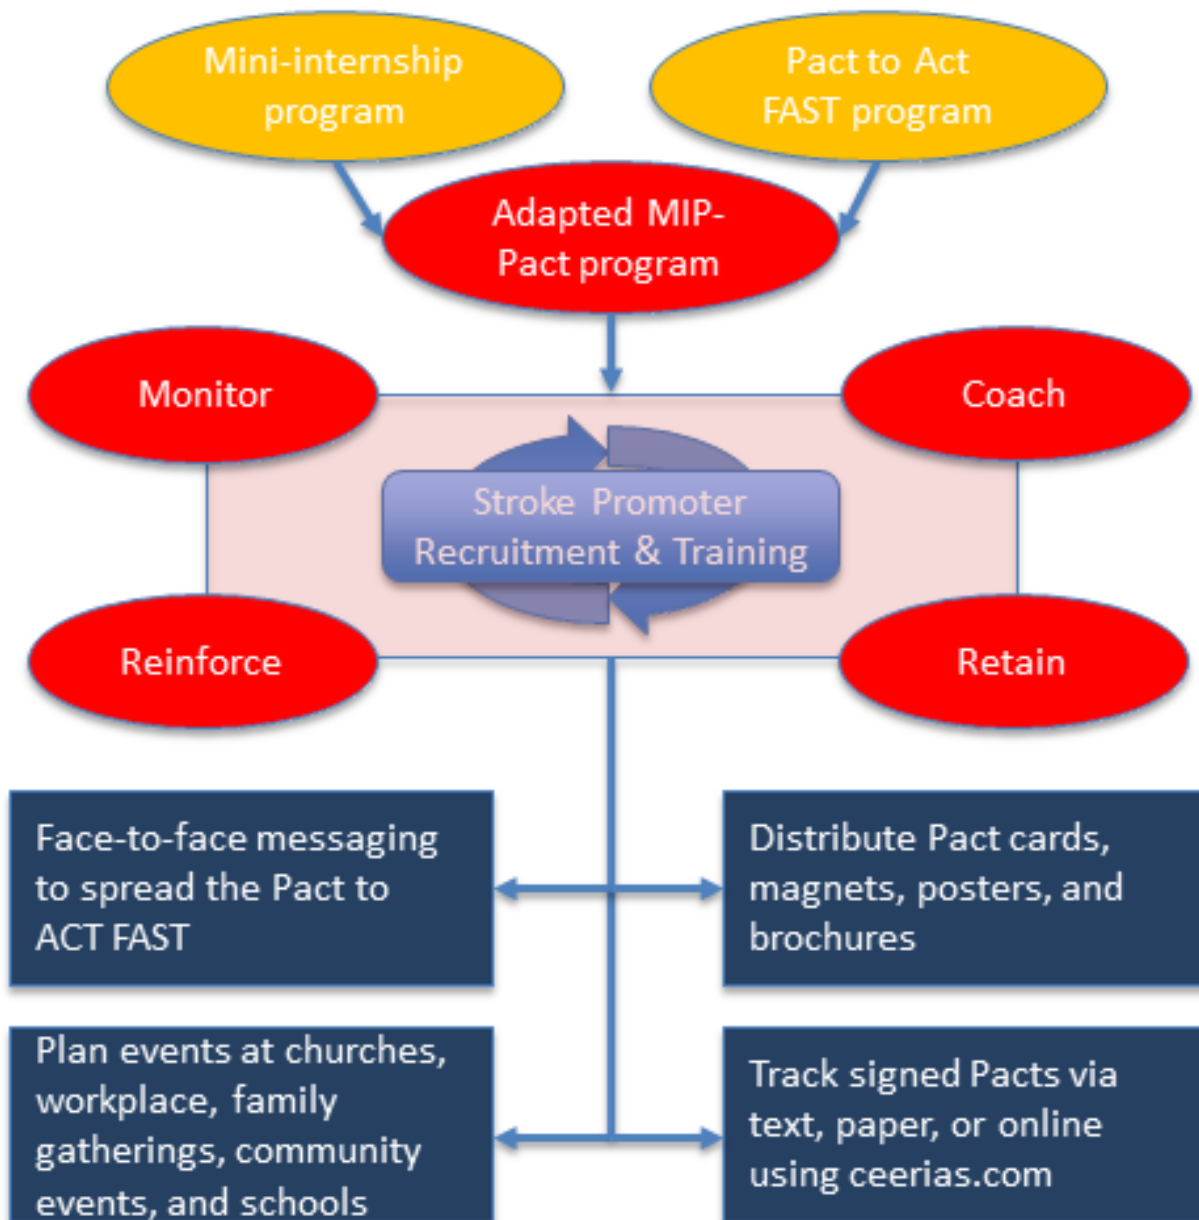 Mini-internship
program
Pact to Act
FAST program
Adapted MIP-
Pact program
Monitor
Coach
Stroke Promoter
Recruitment & Training
Reinforce
Retain
Face-to-face messaging
to spread the Pact to
ACT FAST
Distribute Pact cards,
magnets, posters, and
brochures
Plan events at churches,
workplace, family
gatherings, community
events, and schools
Track signed Pacts via
text, paper, or online
using ceerias.com